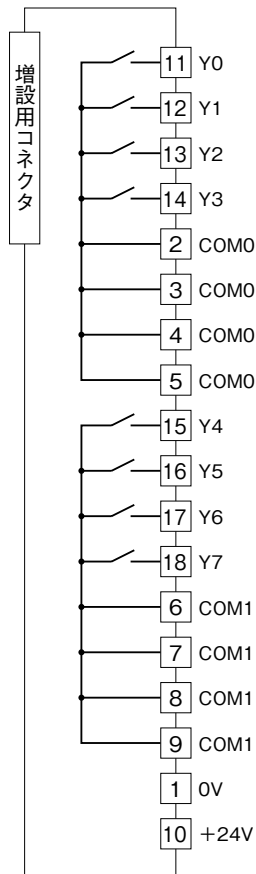 増設用コネクタ
11 Y0
12 Y1
13 Y2
14 Y3
2 COM0
3 COM0
4 COM0
5 COM0
15 Y4
16 Y5
17 Y6
18 Y7
6 COM1
7 COM1
8 COM1
9 COM1
1 0V
10 +24V